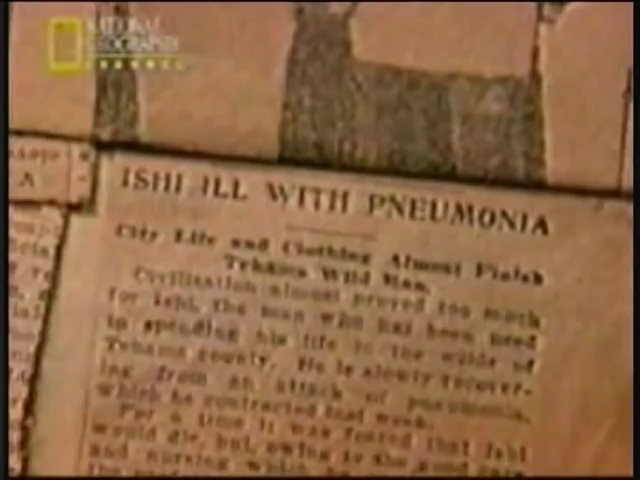 NATIONAL
GEOGRAPHIC
CHANNEL
A
ISHI ILL WITH PNEUMONIA
City Life and Clothing Almost Finish
Tehama Wild Man.
Civilization almost proved too much
for Ishi, the man who has been used
to spending his life in the wilds of
Tehama county. He is slowly recover-
ing from an attack of pneumonia,
which he contracted last week.
For a time it was feared that Ishi
would die, but, owing to the good care
and nursing which
the